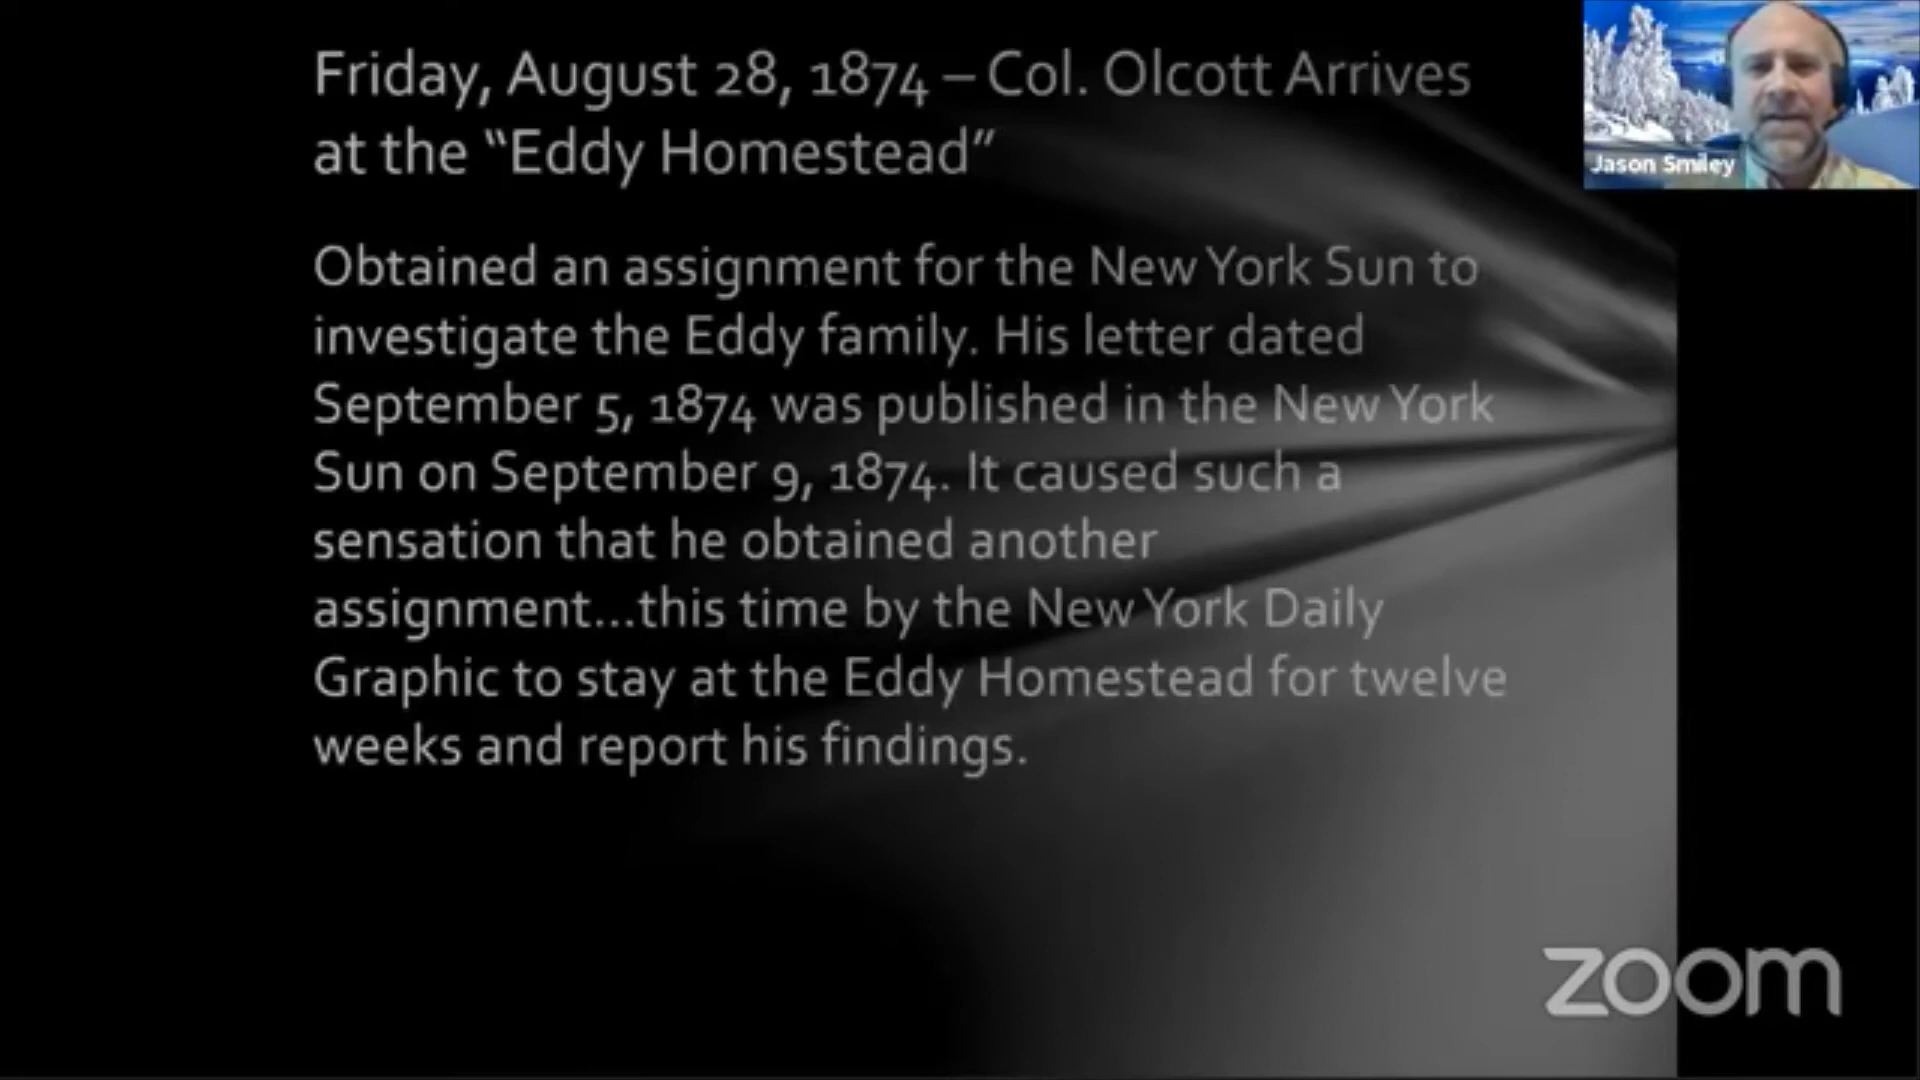 Friday, August 28, 1874 – Col. Olcott Arrives
at the “Eddy Homestead”
Obtained an assignment for the New York Sun to
investigate the Eddy family. His letter dated
September 5, 1874 was published in the New York
Sun on September 9, 1874. It caused such a
sensation that he obtained another
assignment...this time by the New York Daily
Graphic to stay at the Eddy Homestead for twelve
weeks and report his findings.
Jason Smiley
zoom